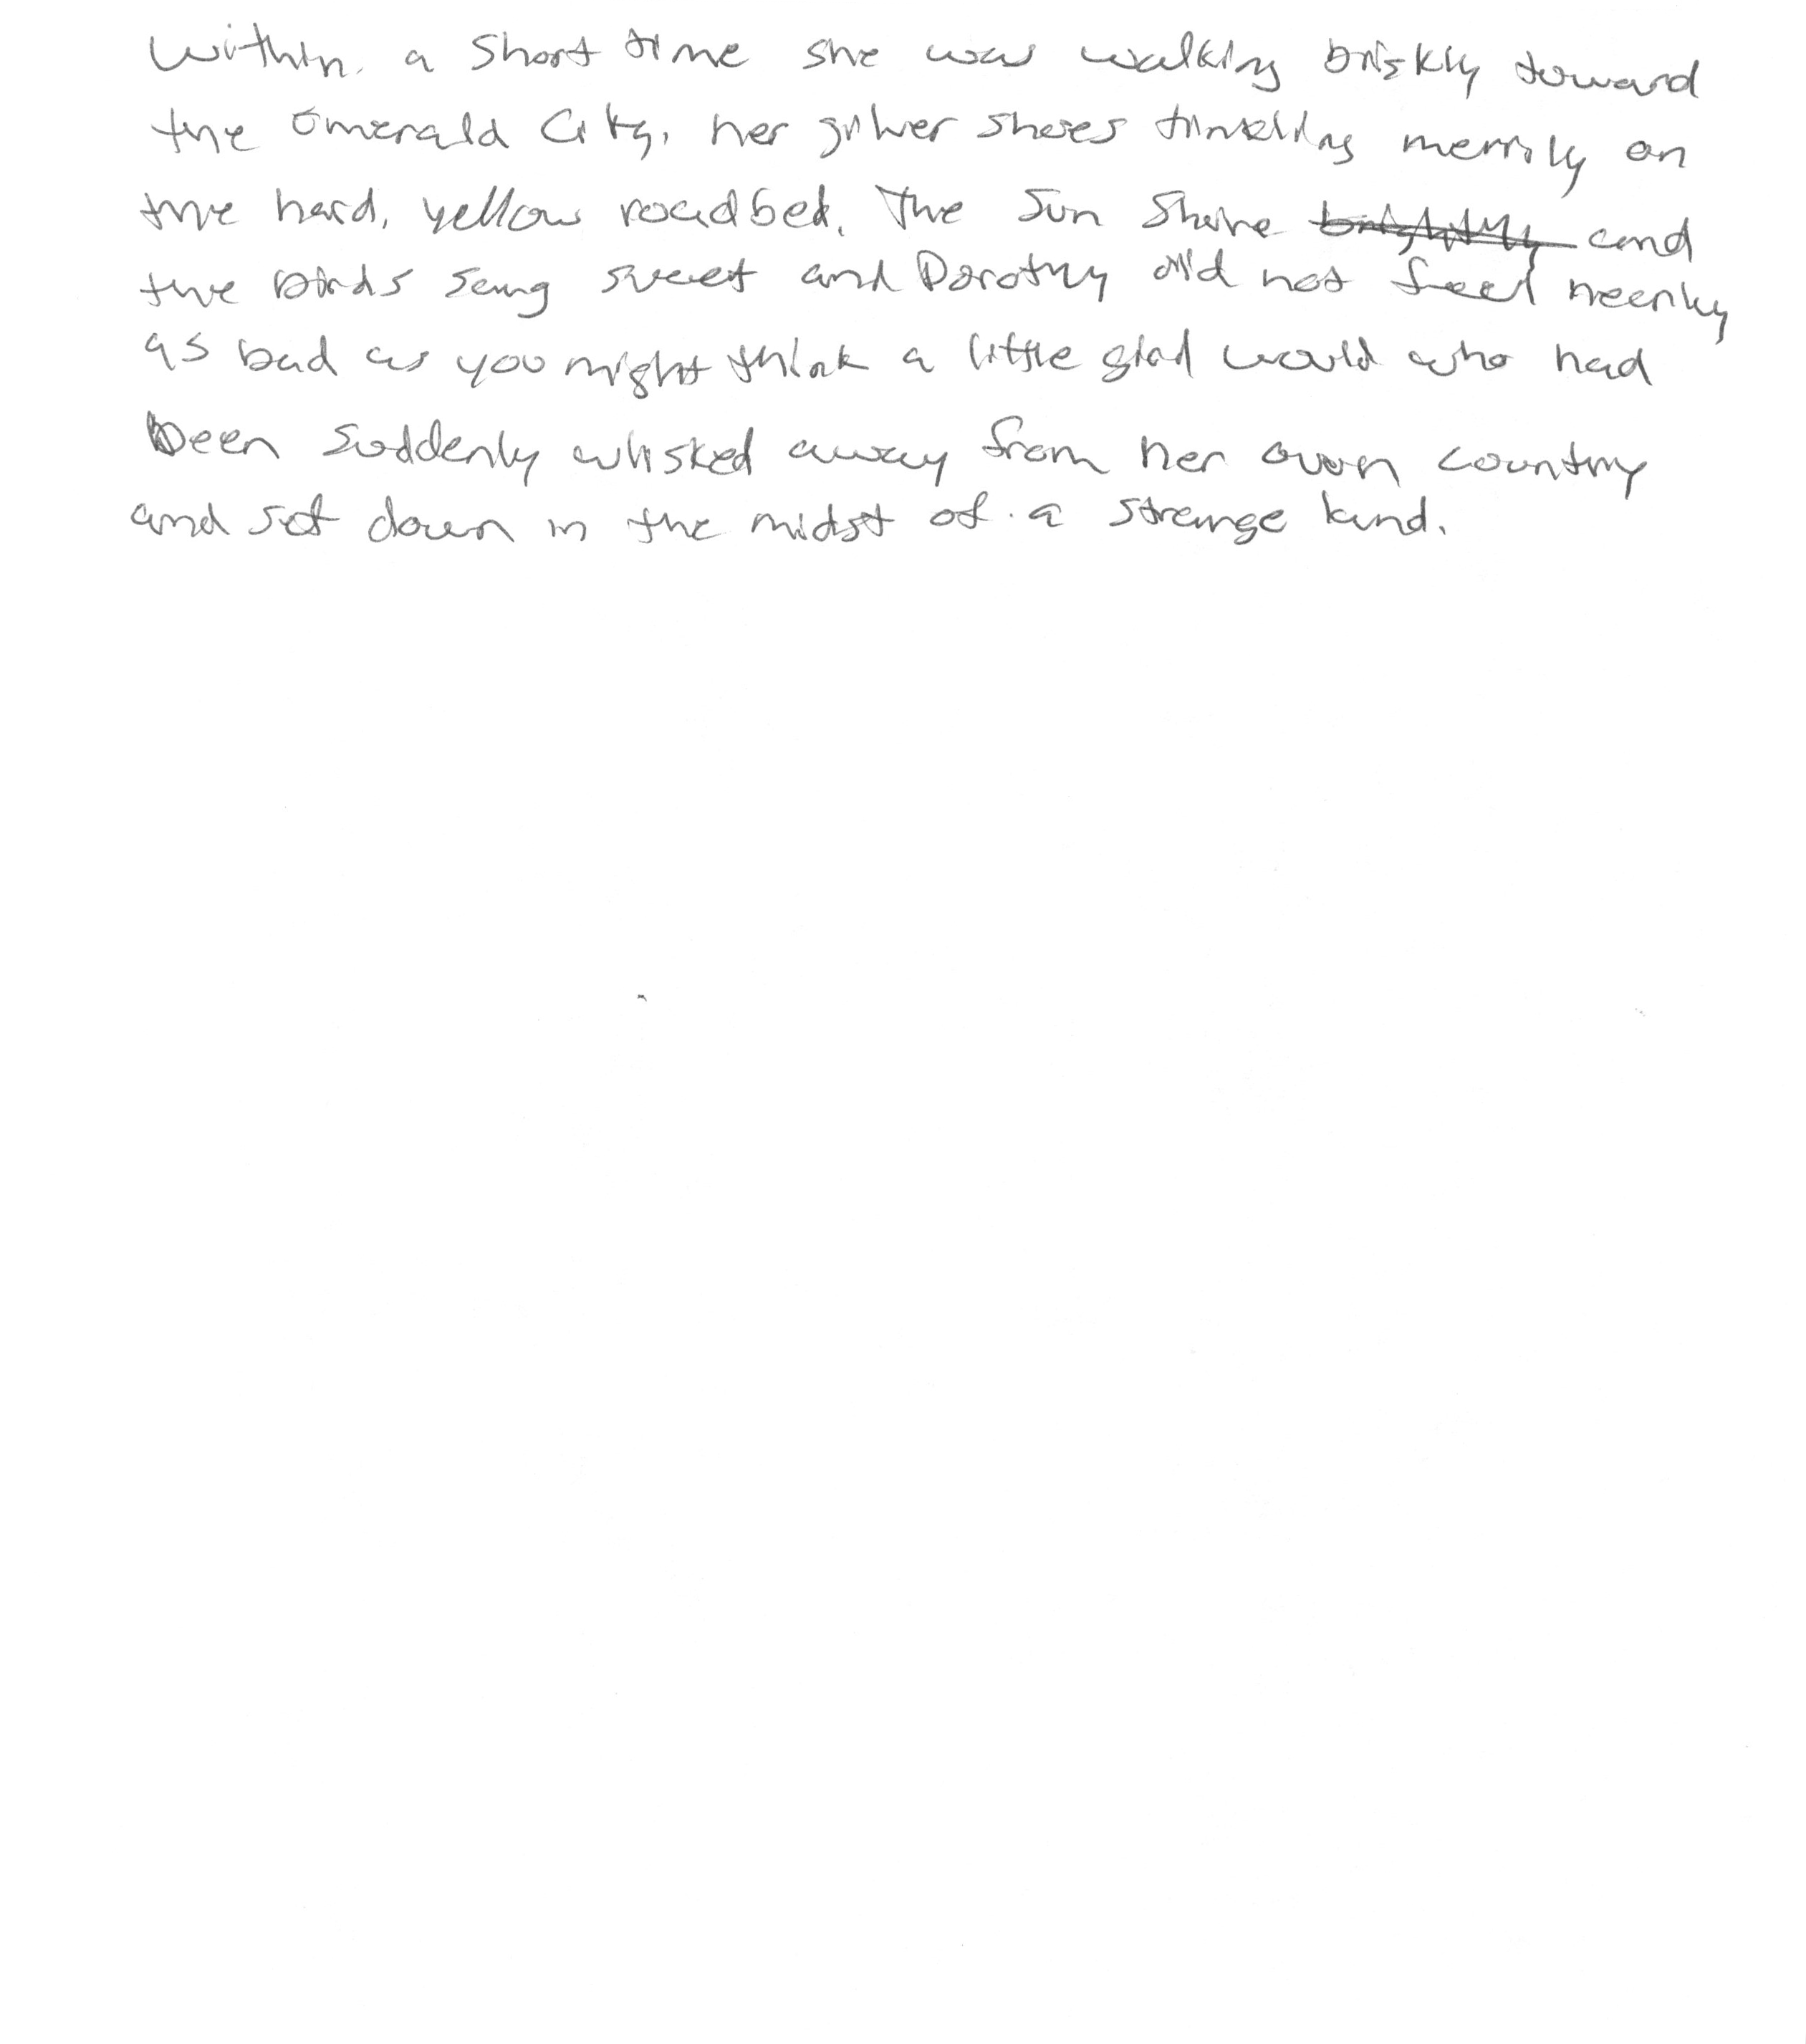 Within a short time she was walking briskly toward
the Emerald City, her silver shoes tinkling merrily on
the hard, yellow roadbed. The sun shine brightly and
the birds sang sweet and Dorothy did not feel nearly
as bad as you might think a little glad would who had
been suddenly whisked away from her own country
and set down in the midst of a strange land.